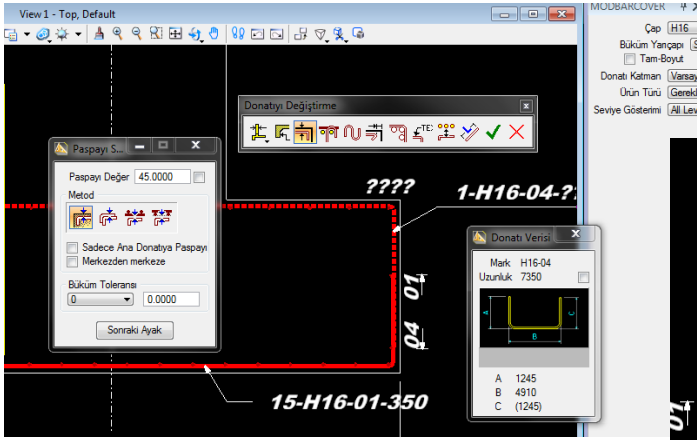 View 1 - Top, Default
MODBARCOVER
Çap H16
Büküm Yarıçapı
Tam-Boyut
Donatı Katman Varsay
Ürün Türü Gerekl
Seviye Gösterimi All Lev
Donatıyı Değiştirme
Paspayı S...
Paspayı Değer 45.0000
Metod
Sadece Ana Donatıya Paspayı
Merkezden merkeze
Büküm Toleransı
0 0.0000
Sonraki Ayak
????
1-H16-04-??
Donatı Verisi
Mark H16-04
Uzunluk 7350
A
B
C
A 1245
B 4910
C (1245)
01
04
15-H16-01-350
01